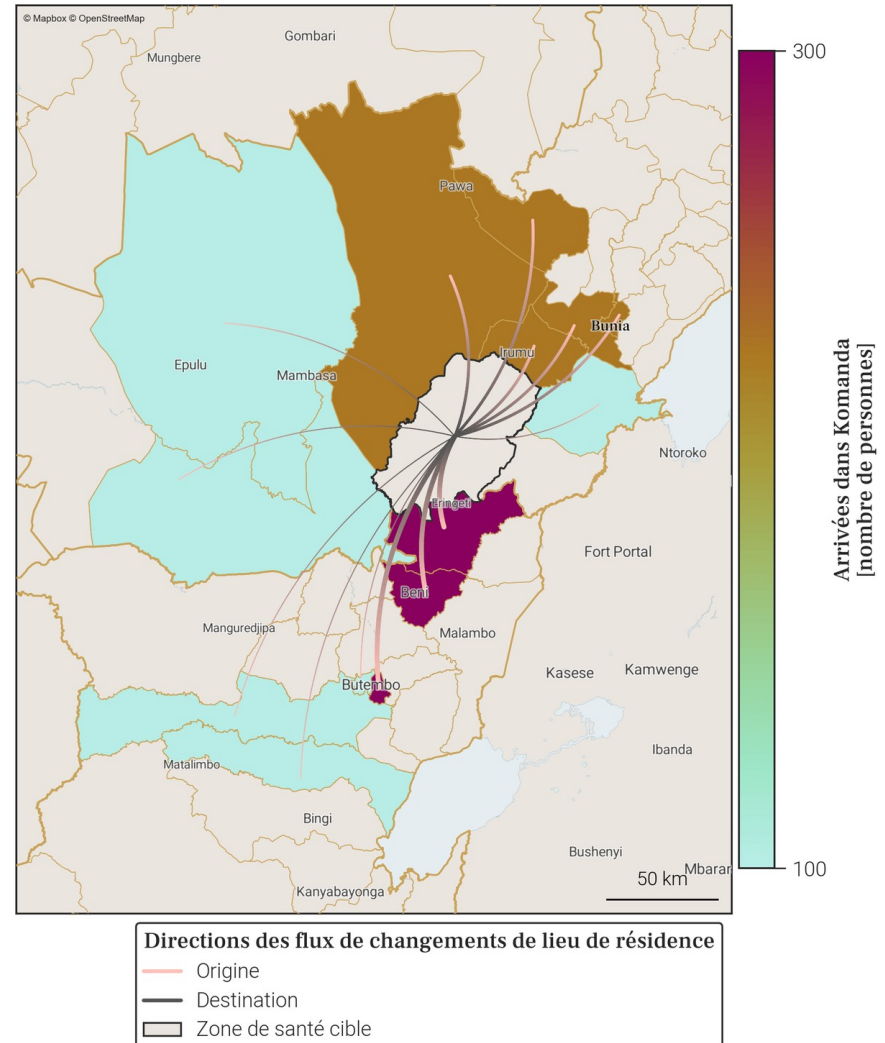 © Mapbox © OpenStreetMap
Gombari
Mungbere
300
Pawa
Bunia
Irumu
Epulu
Mambasa
Ntoroko
Eringeti
Fort Portal
Beni
Manguredjipa
Malambo
Kasese
Kamwenge
Butembo
Ibanda
Matalimbo
Bingi
Bushenyi
Mbarar
50 km
100
Kanyabayonga
Arrivées dans Komanda
[nombre de personnes]
Directions des flux de changements de lieu de résidence
Origine
Destination
Zone de santé cible